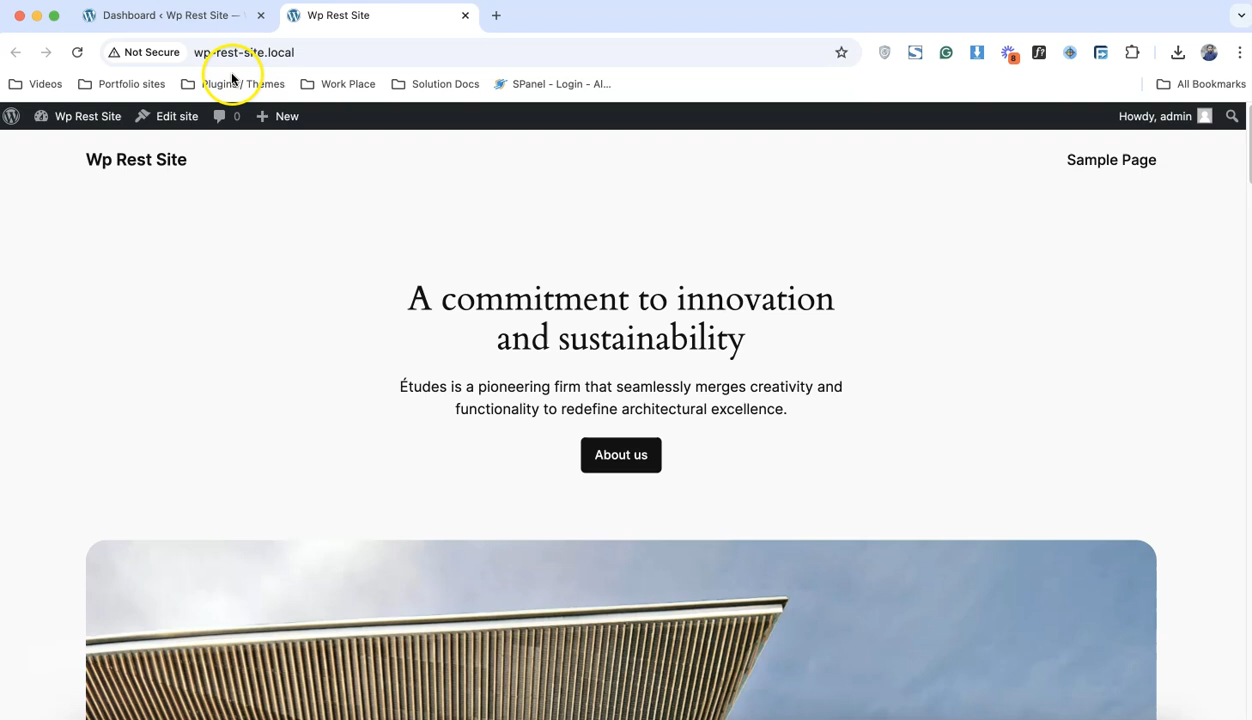 Dashboard ‹ Wp Rest Site —
Wp Rest Site
Not Secure
wp-rest-site.local
8
f?
Videos
Portfolio sites
Plugins / Themes
Work Place
Solution Docs
SPanel - Login - Al...
All Bookmarks
Wp Rest Site
Edit site
0
New
Howdy, admin
Wp Rest Site
Sample Page
A commitment to innovation
and sustainability
Études is a pioneering firm that seamlessly merges creativity and
functionality to redefine architectural excellence.
About us